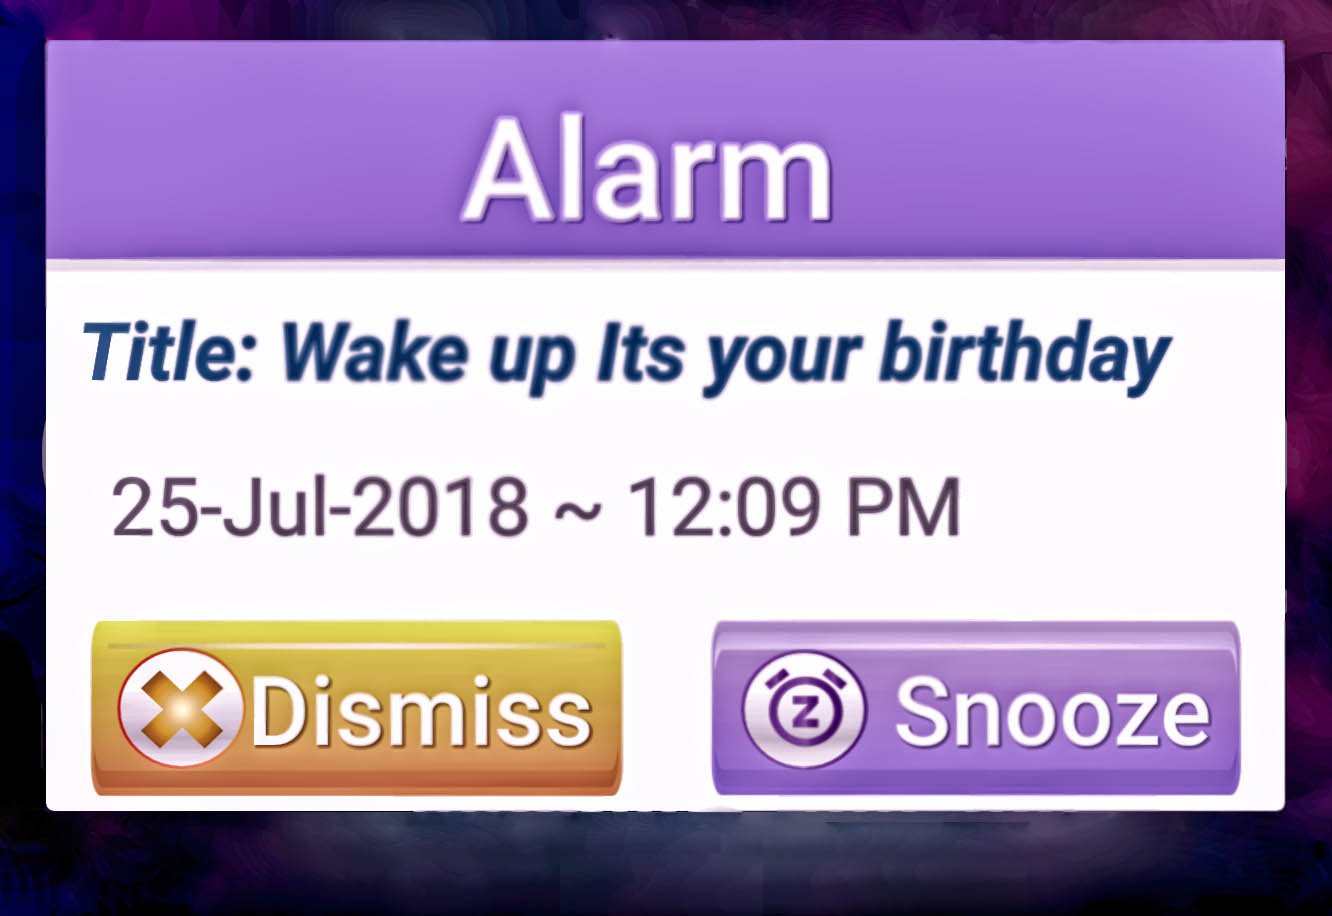 Alarm
Title: Wake up Its your birthday
25-Jul-2018 ~ 12:09 PM
Dismiss
Snooze